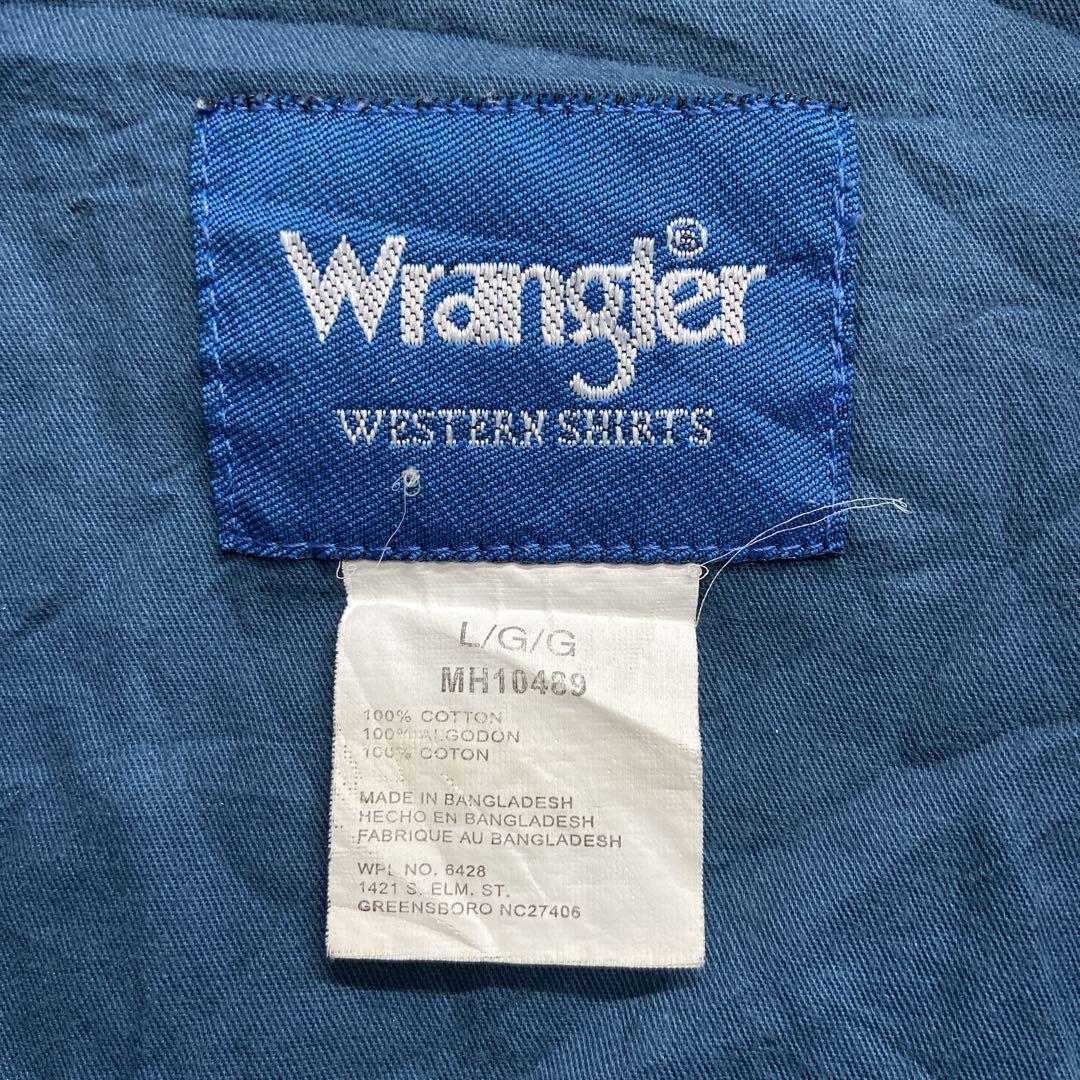 Wrangler®
WESTERN SHIRTS
L/G/G
MH10489
100% COTTON
100% ALGODON
100% COTON
MADE IN BANGLADESH
HECHO EN BANGLADESH
FABRIQUE AU BANGLADESH
WPL NO. 6428
1421 S. ELM. ST.
GREENSBORO NC27406